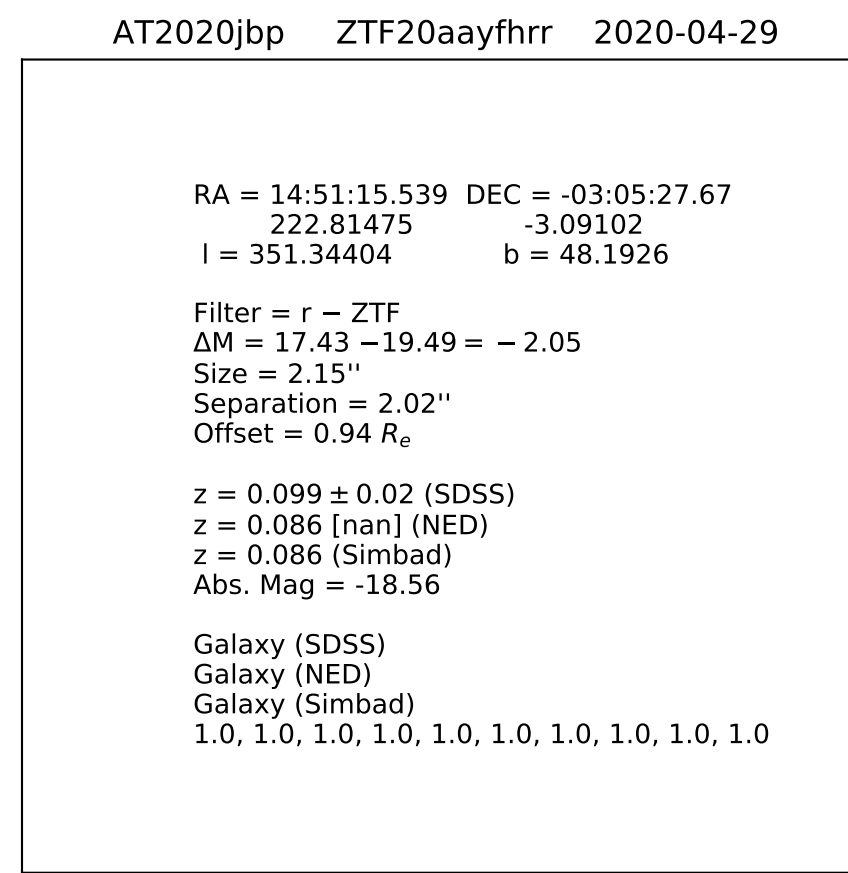 AT2020jbp ZTF20aayfhrr 2020-04-29
RA = 14:51:15.539 DEC = -03:05:27.67
222.81475 -3.09102
l = 351.34404 b = 48.1926
Filter = r − ZTF
ΔM = 17.43 −19.49 = − 2.05
Size = 2.15''
Separation = 2.02''
Offset = 0.94 Re
z = 0.099 ± 0.02 (SDSS)
z = 0.086 [nan] (NED)
z = 0.086 (Simbad)
Abs. Mag = -18.56
Galaxy (SDSS)
Galaxy (NED)
Galaxy (Simbad)
1.0, 1.0, 1.0, 1.0, 1.0, 1.0, 1.0, 1.0, 1.0, 1.0